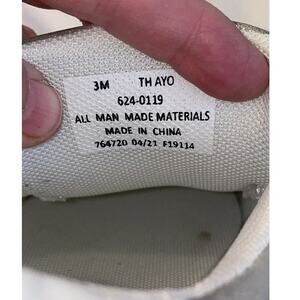 3M TH AYO
624-0119
ALL MAN MADE MATERIALS
MADE IN CHINA
764720 04/21 F19114